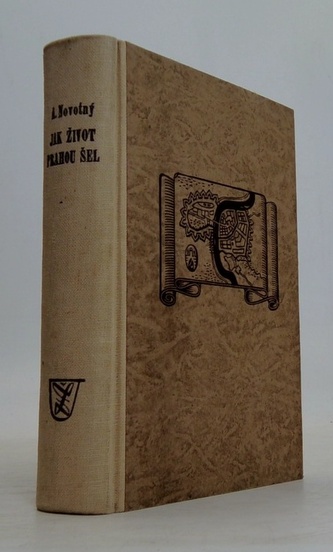 A. Novotný
JAK ŽIVOT
PRAHOU ŠEL